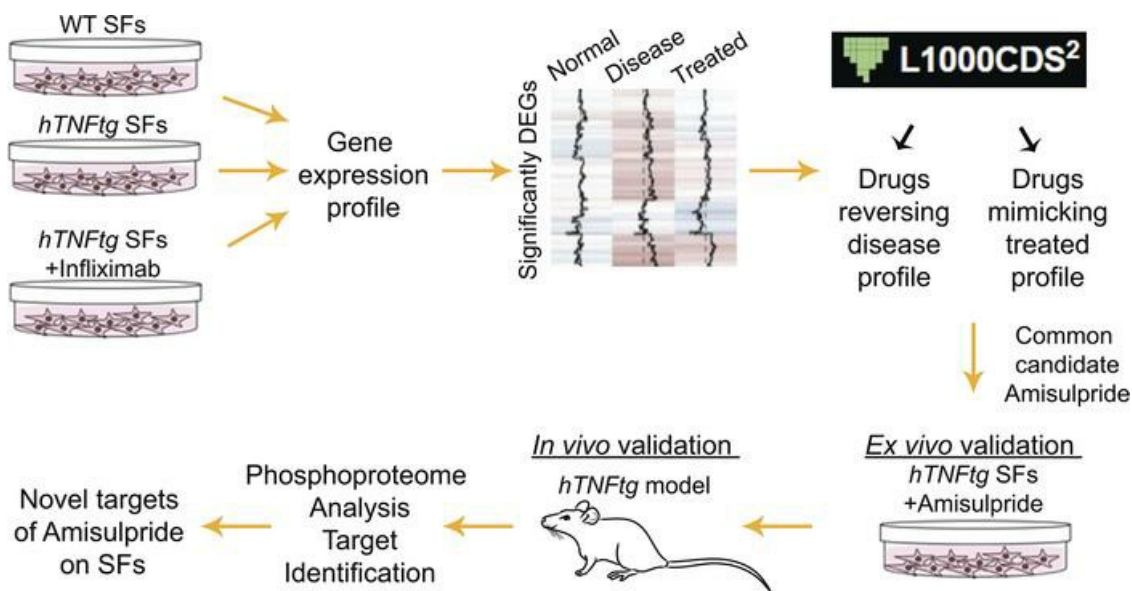 WT SFs
hTNFtg SFs
hTNFtg SFs
+Infliximab
Gene
expression
profile
Significantly DEGs
Normal
Disease
Treated
L1000CDS²
Drugs
reversing
disease
profile
Drugs
mimicking
treated
profile
Common
candidate
Amisulpride
Ex vivo validation
hTNFtg SFs
+Amisulpride
In vivo validation
hTNFtg model
Phosphoproteome
Analysis
Target
Identification
Novel targets
of Amisulpride
on SFs